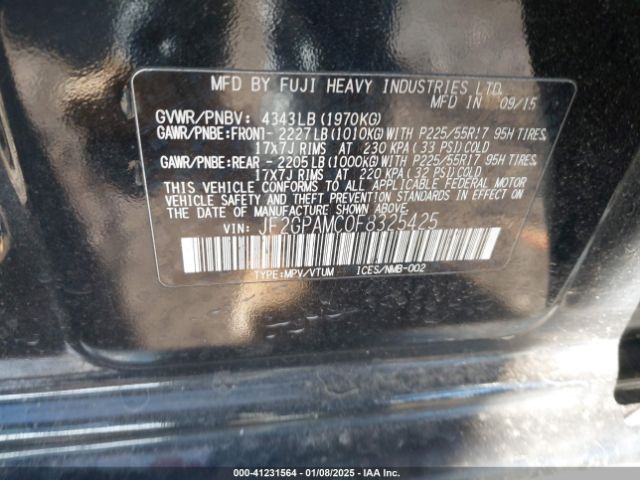 MFD BY FUJI HEAVY INDUSTRIES LTD.
MFD IN 09/15
GVWR/PNBV: 4343LB (1970KG)
GAWR/PNBE:FRONT- 2227LB (1010KG) WITH P225/55R17 95H TIRES,
17x7J RIMS AT 230 KPA (33 PSI) COLD
GAWR/PNBE:REAR - 2205LB (1000KG) WITH P225/55R17 95H TIRES,
17x7J RIMS AT 220 KPA (32 PSI) COLD
THIS VEHICLE CONFORMS TO ALL APPLICABLE FEDERAL MOTOR
VEHICLE SAFETY, BUMPER, AND THEFT PREVENTION STANDARDS IN EFFECT
ON THE DATE OF MANUFACTURE SHOWN ABOVE.
VIN: JF2GPAMC0F8325425
TYPE:MPV/VTUM ICES/NMB-002
000-41231564 | 01/08/2025 | IAA Inc.